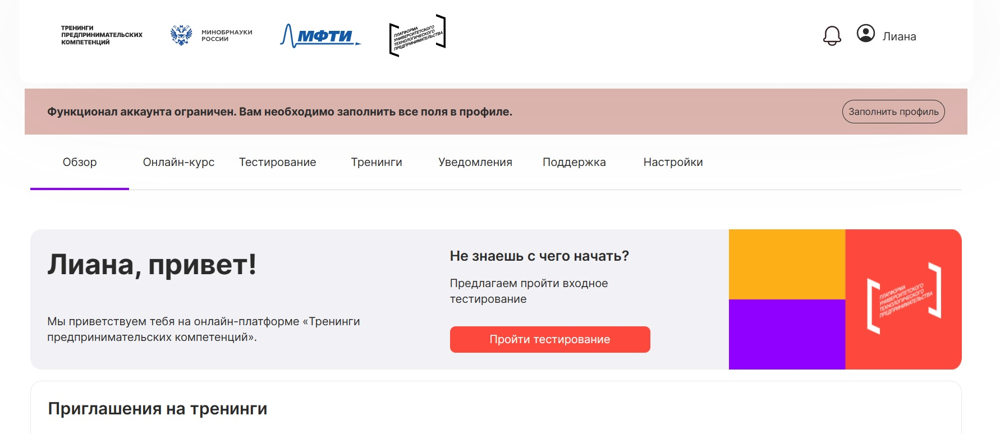 ТРЕНИНГИ
ПРЕДПРИНИМАТЕЛЬСКИХ
КОМПЕТЕНЦИЙ
МИНОБРНАУКИ
РОССИИ
МФТИ
ПЛАТФОРМА
УНИВЕРСИТЕТСКОГО
ТЕХНОЛОГИЧЕСКОГО
ПРЕДПРИНИМАТЕЛЬСТВА
Лиана
Функционал аккаунта ограничен. Вам необходимо заполнить все поля в профиле.
Заполнить профиль
Обзор
Онлайн-курс
Тестирование
Тренинги
Уведомления
Поддержка
Настройки
Лиана, привет!
Мы приветствуем тебя на онлайн-платформе «Тренинги
предпринимательских компетенций».
Не знаешь с чего начать?
Предлагаем пройти входное
тестирование
Пройти тестирование
ПЛАТФОРМА
УНИВЕРСИТЕТСКОГО
ТЕХНОЛОГИЧЕСКОГО
ПРЕДПРИНИМАТЕЛЬСТВА
Приглашения на тренинги